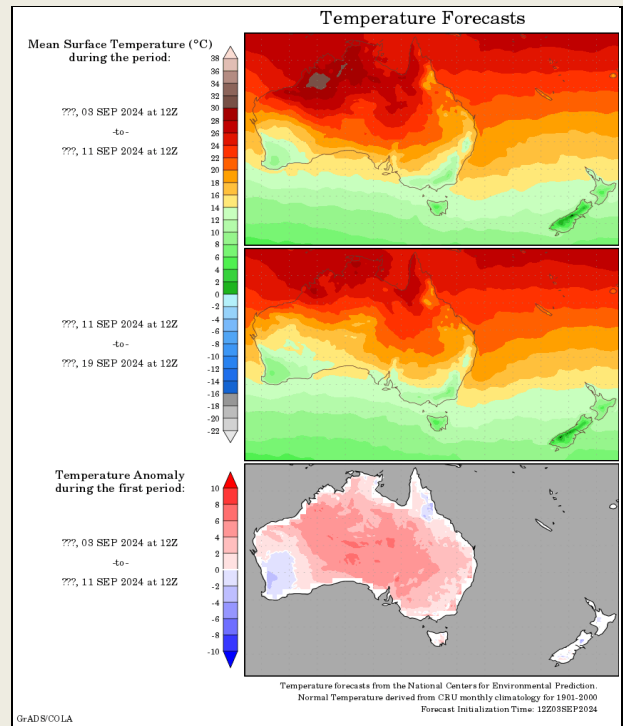 Temperature Forecasts
Mean Surface Temperature (°C)
during the period:
38
36
34
32
30
28
26
24
22
20
18
16
14
12
10
8
6
4
2
0
-2
-4
-6
-8
-10
-12
-14
-16
-18
-20
-22
???, 03 SEP 2024 at 12Z
-to-
???, 11 SEP 2024 at 12Z
???, 11 SEP 2024 at 12Z
-to-
???, 19 SEP 2024 at 12Z
Temperature Anomaly
during the first period:
10
8
6
4
2
0
-2
-4
-6
-8
-10
???, 03 SEP 2024 at 12Z
-to-
???, 11 SEP 2024 at 12Z
Temperature forecasts from the National Centers for Environmental Prediction.
Normal Temperature derived from CRU monthly climatology for 1901-2000
Forecast Initialization Time: 12Z03SEP2024
GrADS/COLA